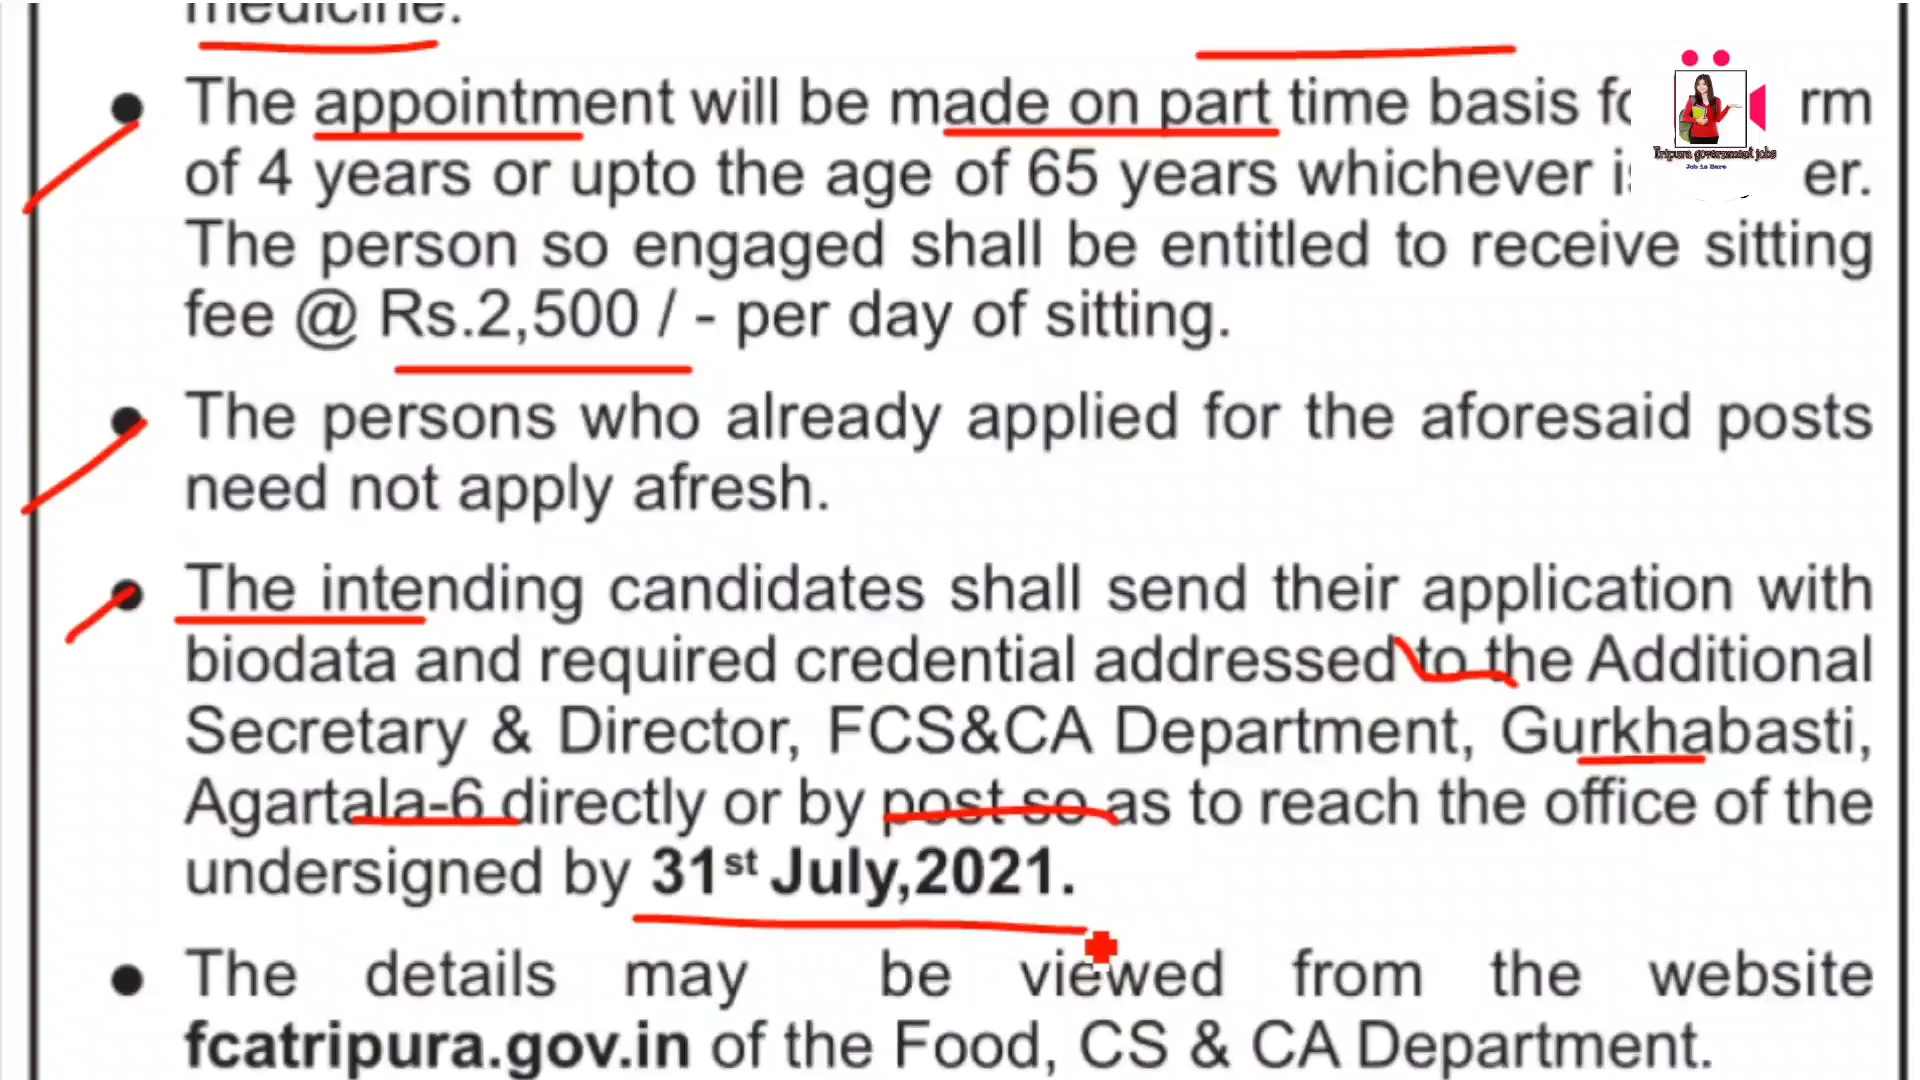 medicine.
The appointment will be made on part time basis
of 4 years or upto the age of 65 years whichever
The person so engaged shall be entitled to receive sitting
fee @ Rs.2,500 / - per day of sitting.
The persons who already applied for the aforesaid posts
need not apply afresh.
The intending candidates shall send their application with
biodata and required credential addressed to the Additional
Secretary & Director, FCS&CA Department, Gurkhabasti,
Agartala-6 directly or by post so as to reach the office of the
undersigned by 31st July,2021.
The details may be viewed from the website
fcatripura.gov.in of the Food, CS & CA Department.
Tripura government jobs
Job is Here